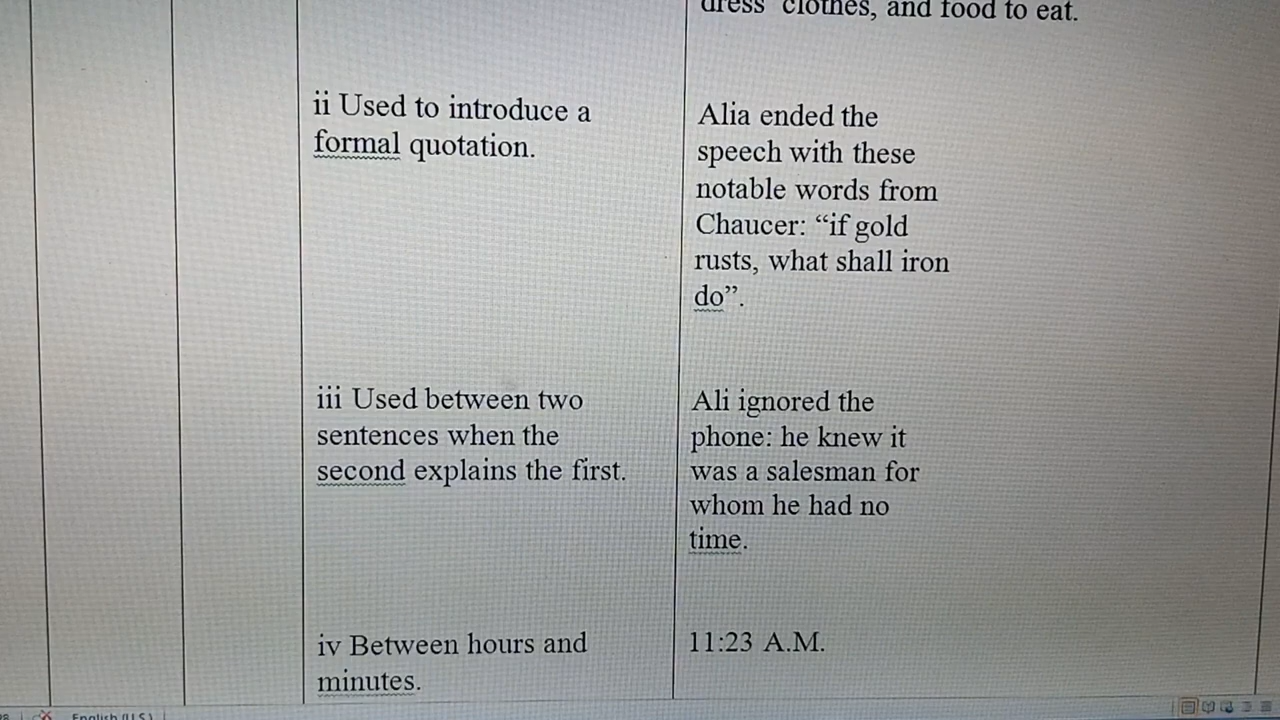 dress clothes, and food to eat.
ii Used to introduce a
formal quotation.
Alia ended the
speech with these
notable words from
Chaucer: “if gold
rusts, what shall iron
do”.
iii Used between two
sentences when the
second explains the first.
Ali ignored the
phone: he knew it
was a salesman for
whom he had no
time.
iv Between hours and
minutes.
11:23 A.M.
English (U.S.)